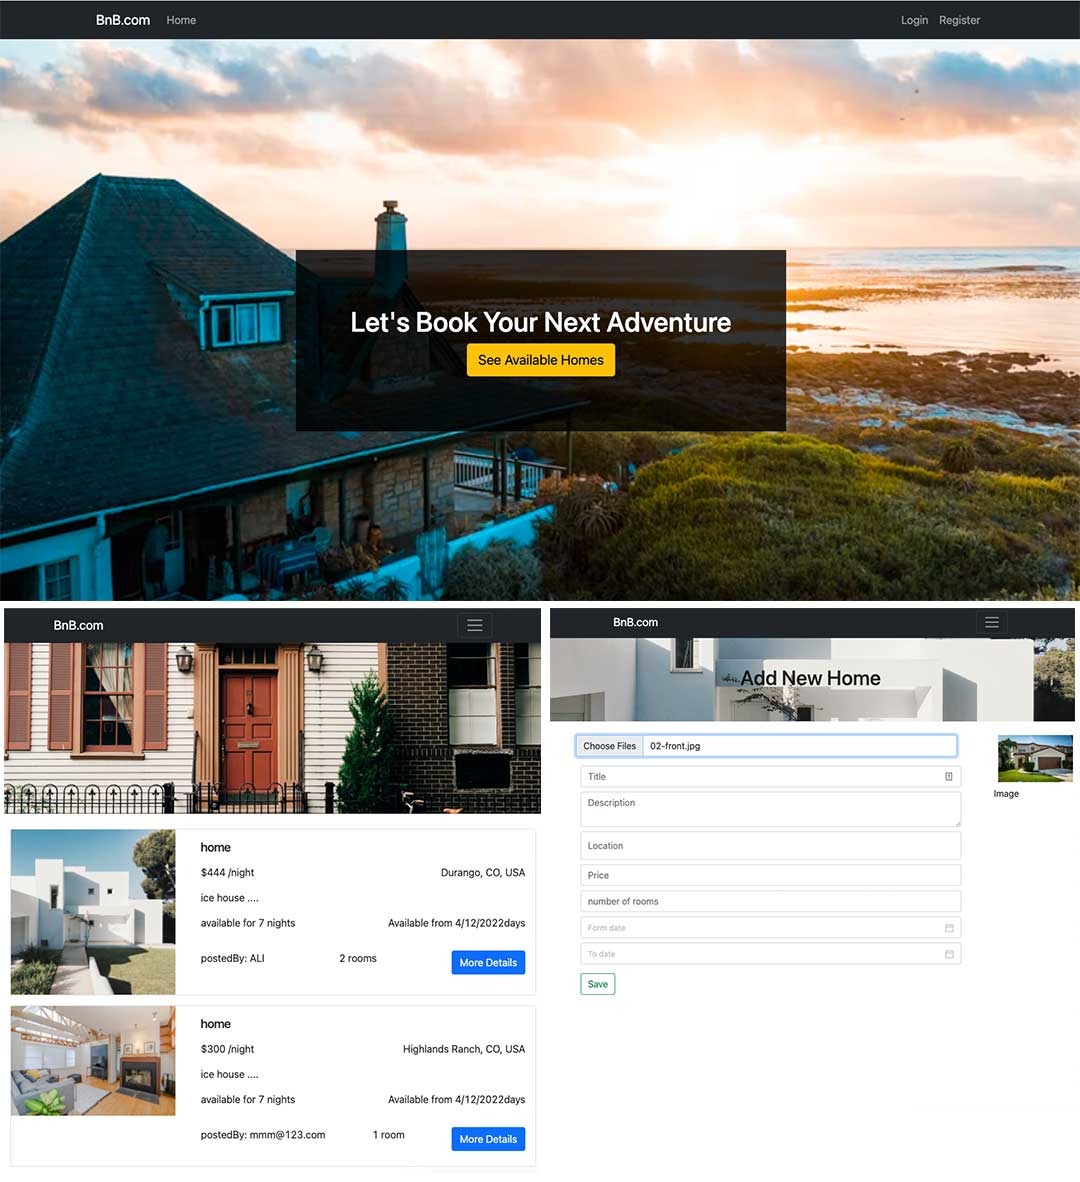 BnB.com Home Login Register
Let's Book Your Next Adventure
See Available Homes
BnB.com
home
$444 /night Durango, CO, USA
ice house ....
available for 7 nights Available from 4/12/2022days
postedBy: ALI 2 rooms More Details
home
$300 /night Highlands Ranch, CO, USA
ice house ....
available for 7 nights Available from 4/12/2022days
postedBy: mmm@123.com 1 room More Details
BnB.com
Add New Home
Choose Files 02-front.jpg
Title
Description
Location
Price
number of rooms
Form date
To date
Save
Image